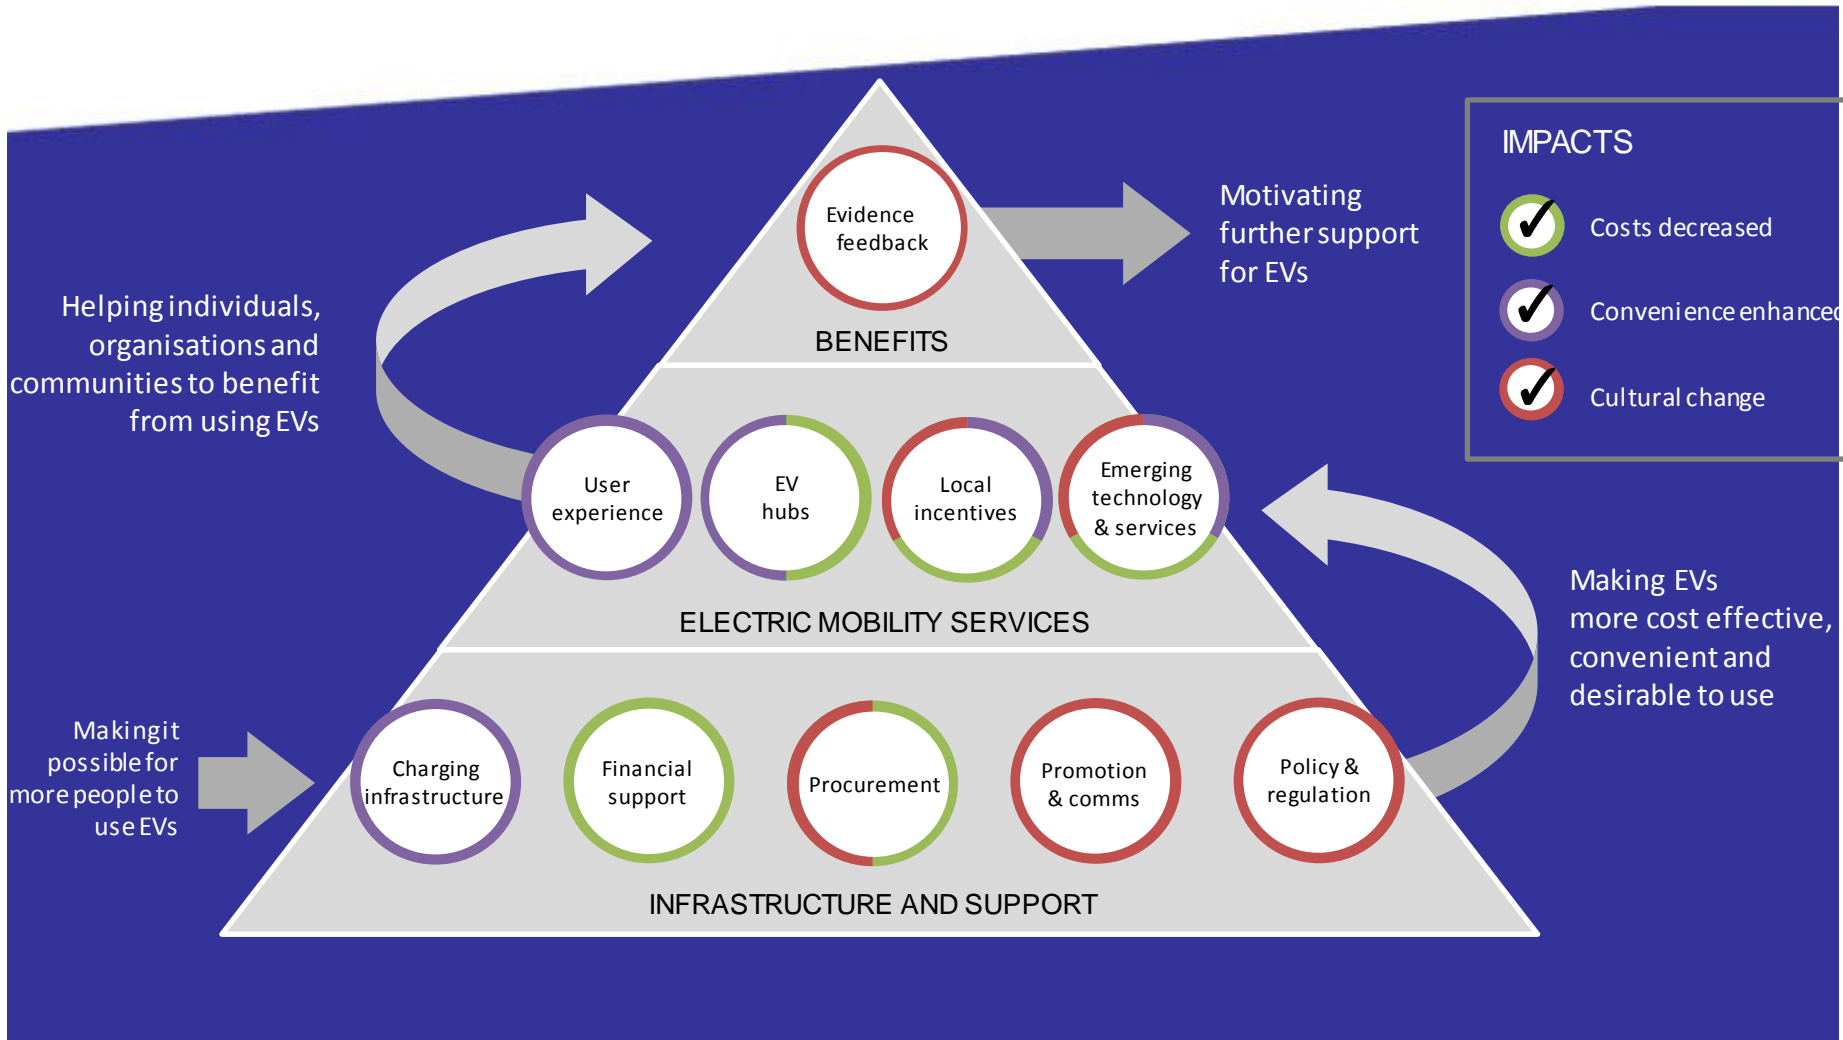 IMPACTS
Costs decreased
Convenience enhanced
Cultural change
Evidence
feedback
BENEFITS
Motivating
further support
for EVs
Helping individuals,
organisations and
communities to benefit
from using EVs
User
experience
EV
hubs
Local
incentives
Emerging
technology
& services
ELECTRIC MOBILITY SERVICES
Making EVs
more cost effective,
convenient and
desirable to use
Making it
possible for
more people to
use EVs
Charging
infrastructure
Financial
support
Procurement
Promotion
& comms
Policy &
regulation
INFRASTRUCTURE AND SUPPORT